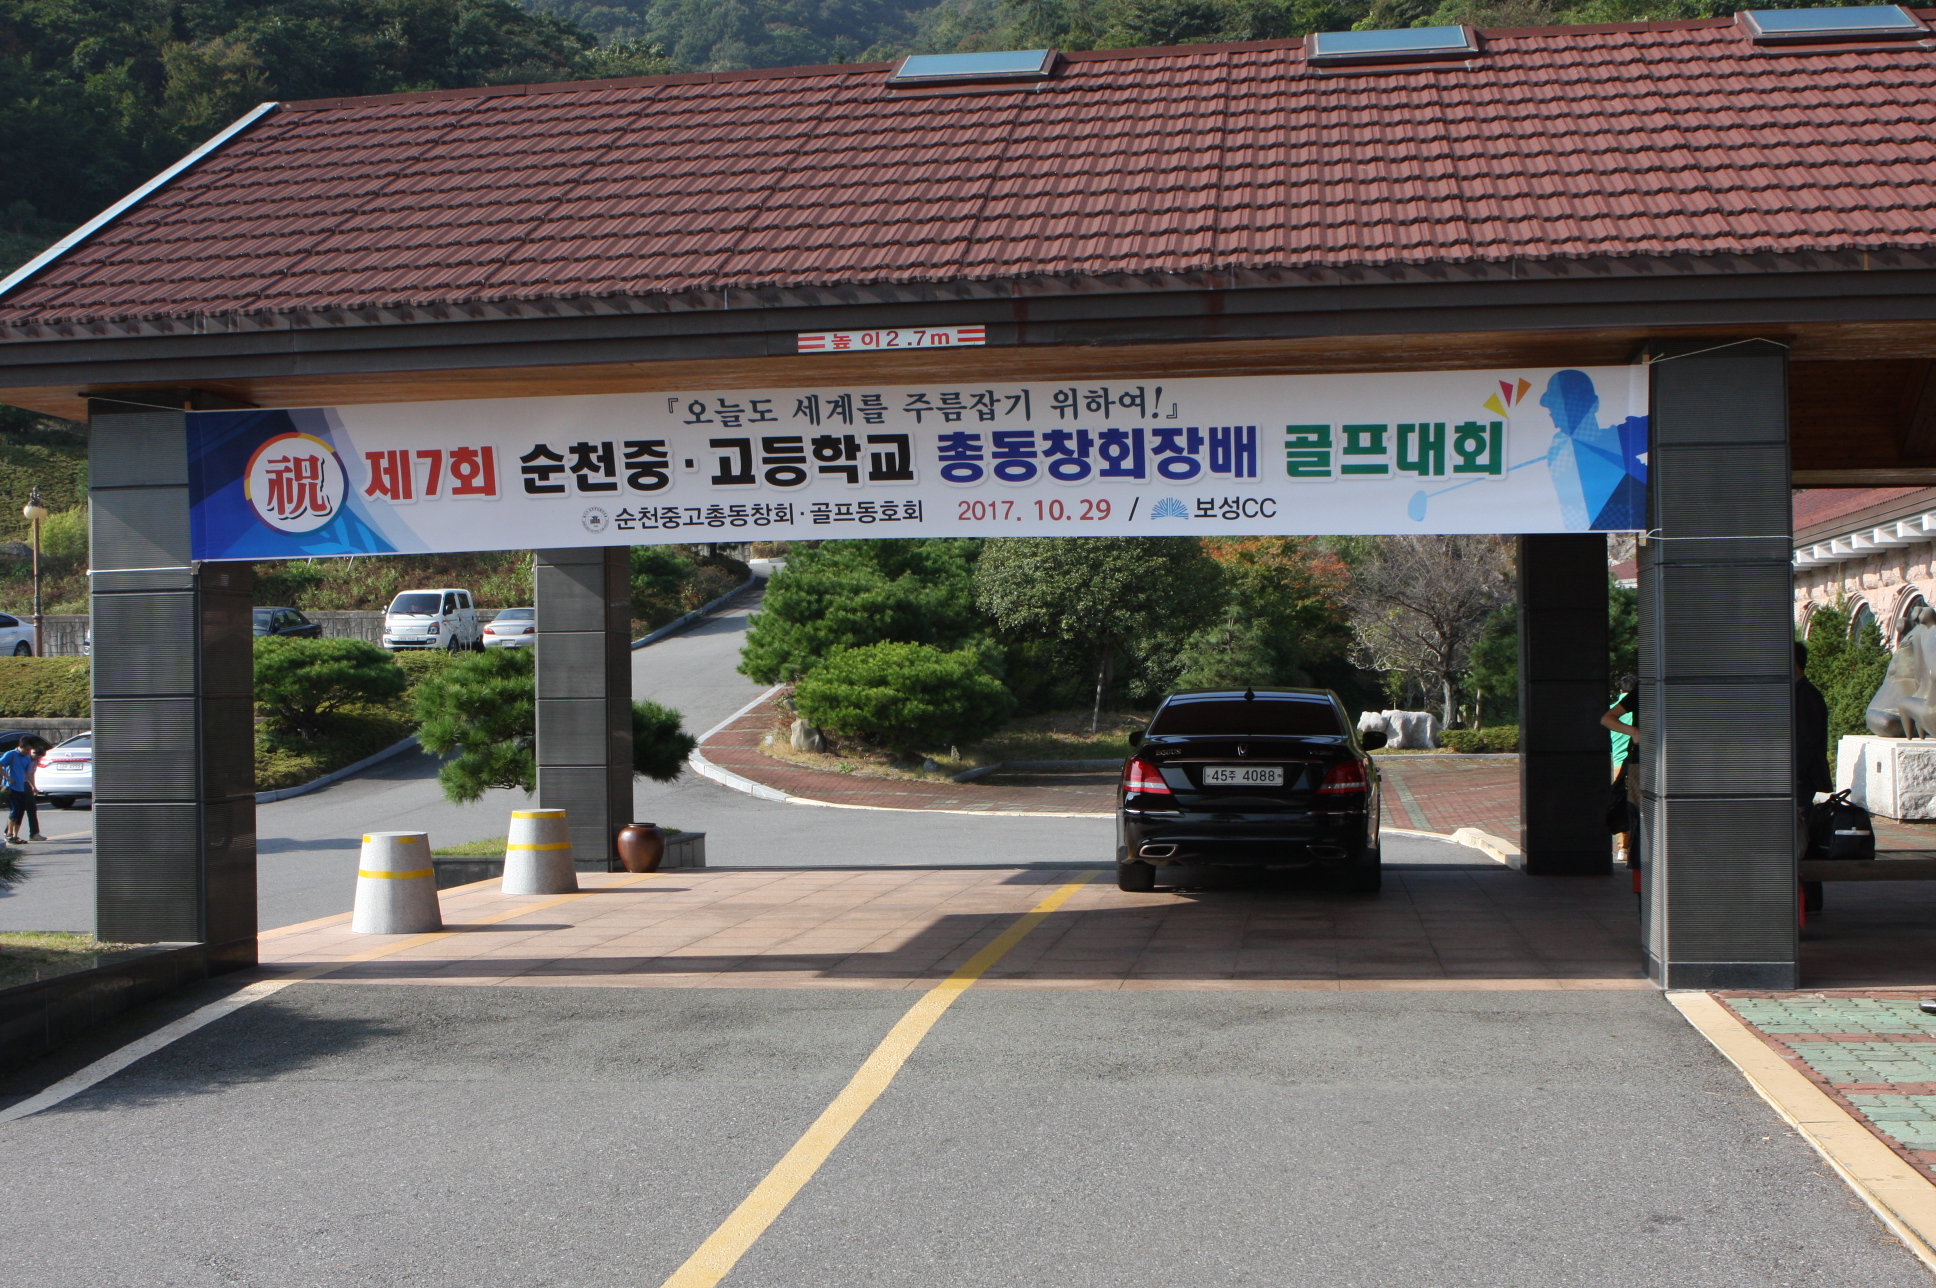 높이2.7m
『오늘도 세계를 주름잡기 위하여!』
祝 제7회 순천중·고등학교 총동창회장배 골프대회
순천중고총동창회·골프동호회 2017. 10. 29 / 보성CC
EQUUS
45주 4088